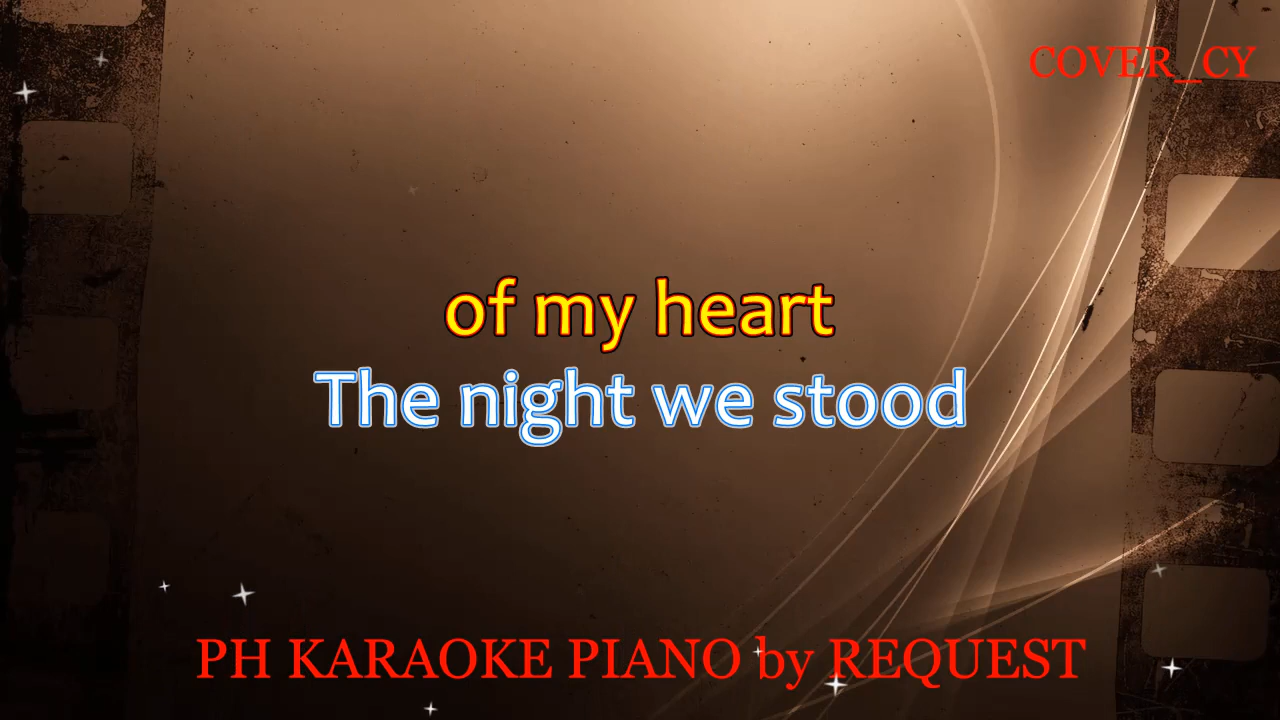 COVER_CY
of my heart
The night we stood
PH KARAOKE PIANO by REQUEST